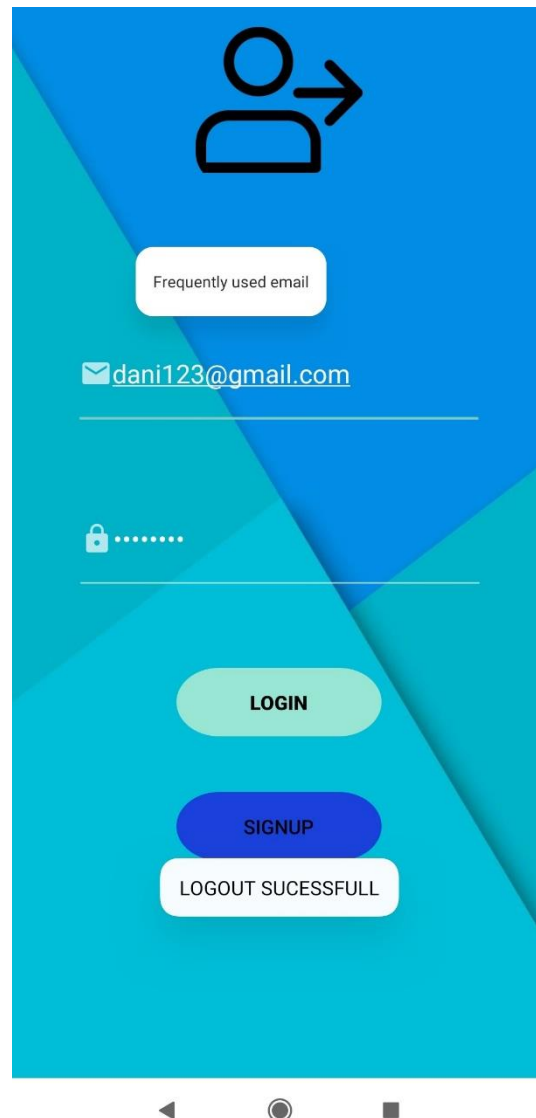 Frequently used email
dani123@gmail.com
••••••••
LOGIN
SIGNUP
LOGOUT SUCESSFULL